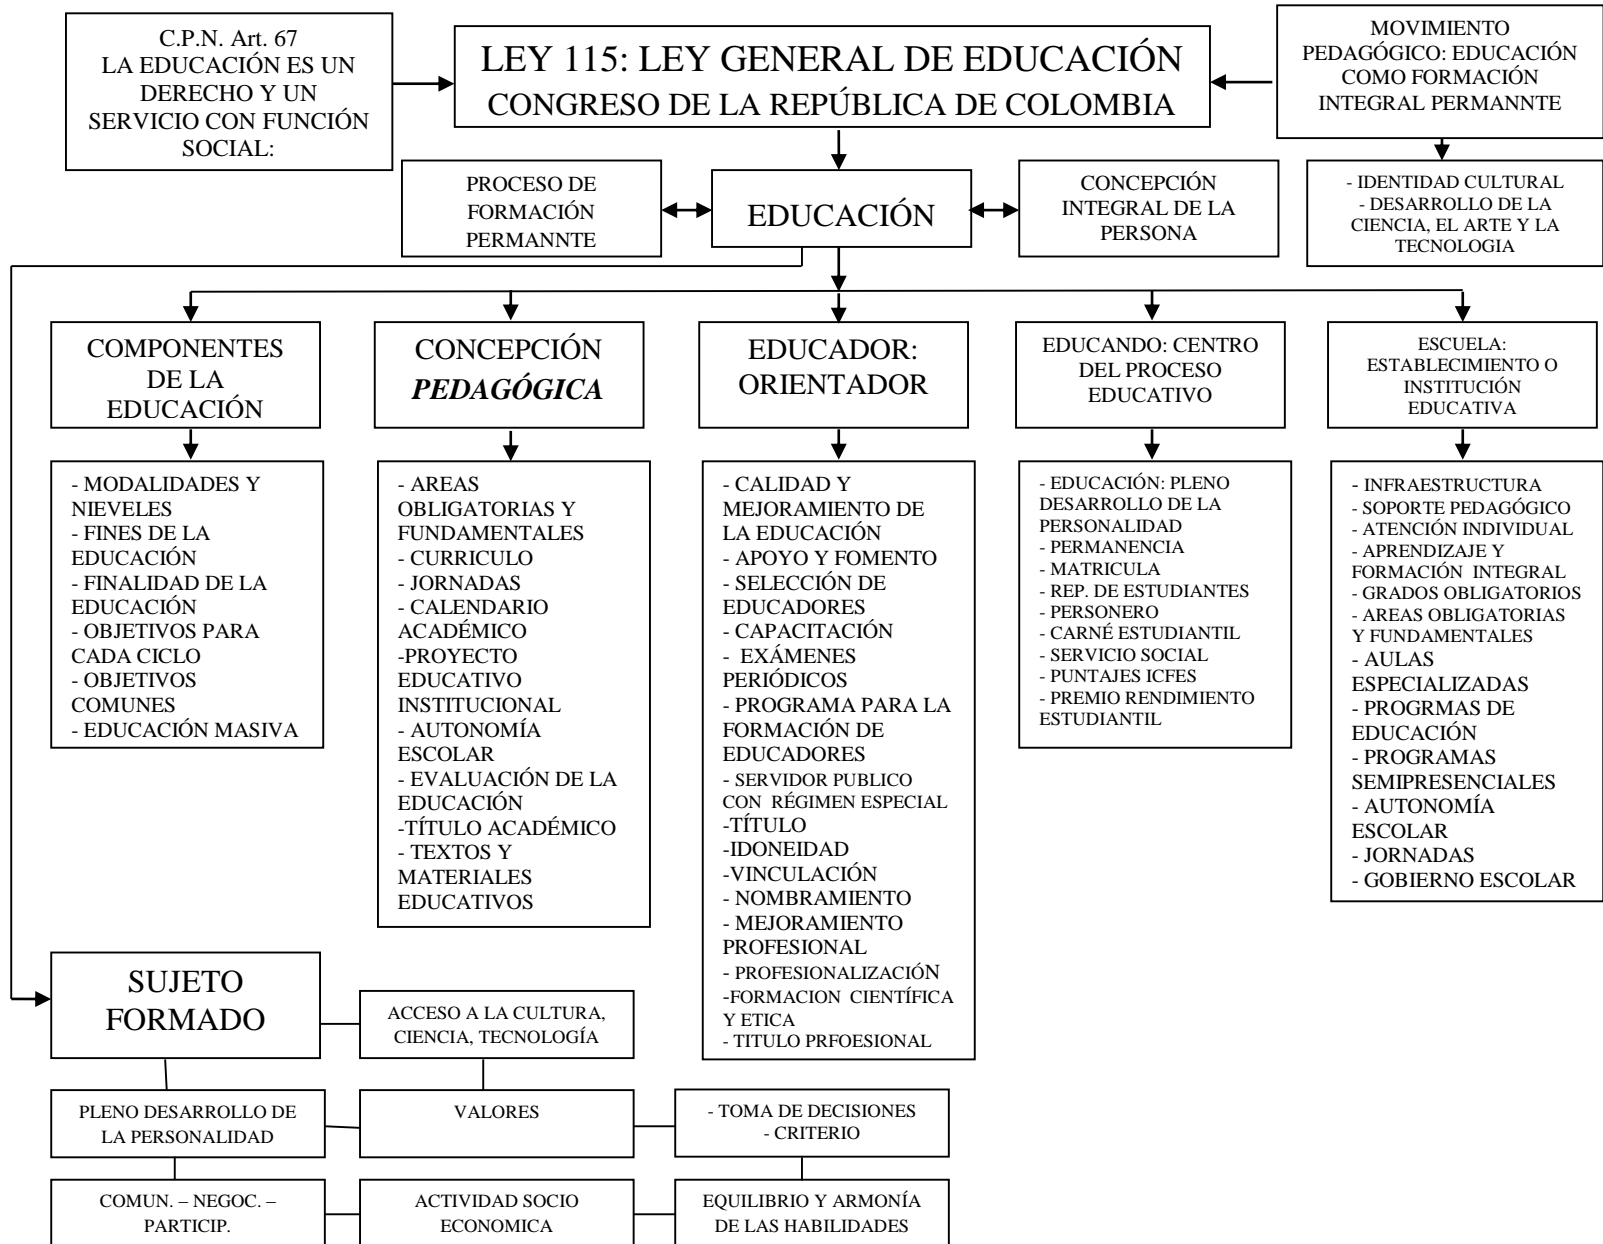 C.P.N. Art. 67
LA EDUCACIÓN ES UN
DERECHO Y UN
SERVICIO CON FUNCIÓN
SOCIAL:
LEY 115: LEY GENERAL DE EDUCACIÓN
CONGRESO DE LA REPÚBLICA DE COLOMBIA
MOVIMIENTO
PEDAGÓGICO: EDUCACIÓN
COMO FORMACIÓN
INTEGRAL PERMANNTE
PROCESO DE
FORMACIÓN
PERMANNTE
EDUCACIÓN
CONCEPCIÓN
INTEGRAL DE LA
PERSONA
- IDENTIDAD CULTURAL
- DESARROLLO DE LA
CIENCIA, EL ARTE Y LA
TECNOLOGIA
COMPONENTES
DE LA
EDUCACIÓN
CONCEPCIÓN
PEDAGÓGICA
EDUCADOR:
ORIENTADOR
EDUCANDO: CENTRO
DEL PROCESO
EDUCATIVO
ESCUELA:
ESTABLECIMIENTO O
INSTITUCIÓN
EDUCATIVA
- MODALIDADES Y
NIEVELES
- FINES DE LA
EDUCACIÓN
- FINALIDAD DE LA
EDUCACIÓN
- OBJETIVOS PARA
CADA CICLO
- OBJETIVOS
COMUNES
- EDUCACIÓN MASIVA
- AREAS
OBLIGATORIAS Y
FUNDAMENTALES
- CURRICULO
- JORNADAS
- CALENDARIO
ACADÉMICO
-PROYECTO
EDUCATIVO
INSTITUCIONAL
- AUTONOMÍA
ESCOLAR
- EVALUACIÓN DE LA
EDUCACIÓN
-TÍTULO ACADÉMICO
- TEXTOS Y
MATERIALES
EDUCATIVOS
- CALIDAD Y
MEJORAMIENTO DE
LA EDUCACIÓN
- APOYO Y FOMENTO
- SELECCIÓN DE
EDUCADORES
- CAPACITACIÓN
- EXÁMENES
PERIÓDICOS
- PROGRAMA PARA LA
FORMACIÓN DE
EDUCADORES
- SERVIDOR PUBLICO
CON RÉGIMEN ESPECIAL
-TÍTULO
-IDONEIDAD
-VINCULACIÓN
- NOMBRAMIENTO
- MEJORAMIENTO
PROFESIONAL
- PROFESIONALIZACIÓN
-FORMACION CIENTÍFICA
Y ETICA
- TITULO PRFOESIONAL
- EDUCACIÓN: PLENO
DESARROLLO DE LA
PERSONALIDAD
- PERMANENCIA
- MATRICULA
- REP. DE ESTUDIANTES
- PERSONERO
- CARNÉ ESTUDIANTIL
- SERVICIO SOCIAL
- PUNTAJES ICFES
- PREMIO RENDIMIENTO
ESTUDIANTIL
- INFRAESTRUCTURA
- SOPORTE PEDAGÓGICO
- ATENCIÓN INDIVIDUAL
- APRENDIZAJE Y
FORMACIÓN INTEGRAL
- GRADOS OBLIGATORIOS
- AREAS OBLIGATORIAS
Y FUNDAMENTALES
- AULAS
ESPECIALIZADAS
- PROGRMAS DE
EDUCACIÓN
- PROGRAMAS
SEMIPRESENCIALES
- AUTONOMÍA
ESCOLAR
- JORNADAS
- GOBIERNO ESCOLAR
SUJETO
FORMADO
ACCESO A LA CULTURA,
CIENCIA, TECNOLOGÍA
PLENO DESARROLLO DE
LA PERSONALIDAD
VALORES
- TOMA DE DECISIONES
- CRITERIO
COMUN. – NEGOC. –
PARTICIP.
ACTIVIDAD SOCIO
ECONOMICA
EQUILIBRIO Y ARMONÍA
DE LAS HABILIDADES